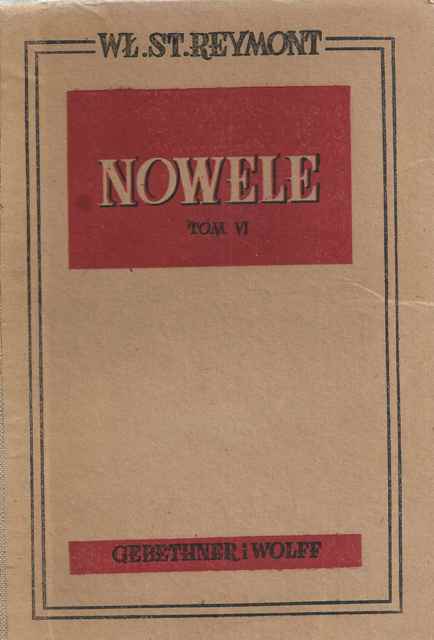 WŁ.ST.REYMONT
NOWELE
TOM VI
GEBETHNER i WOLFF